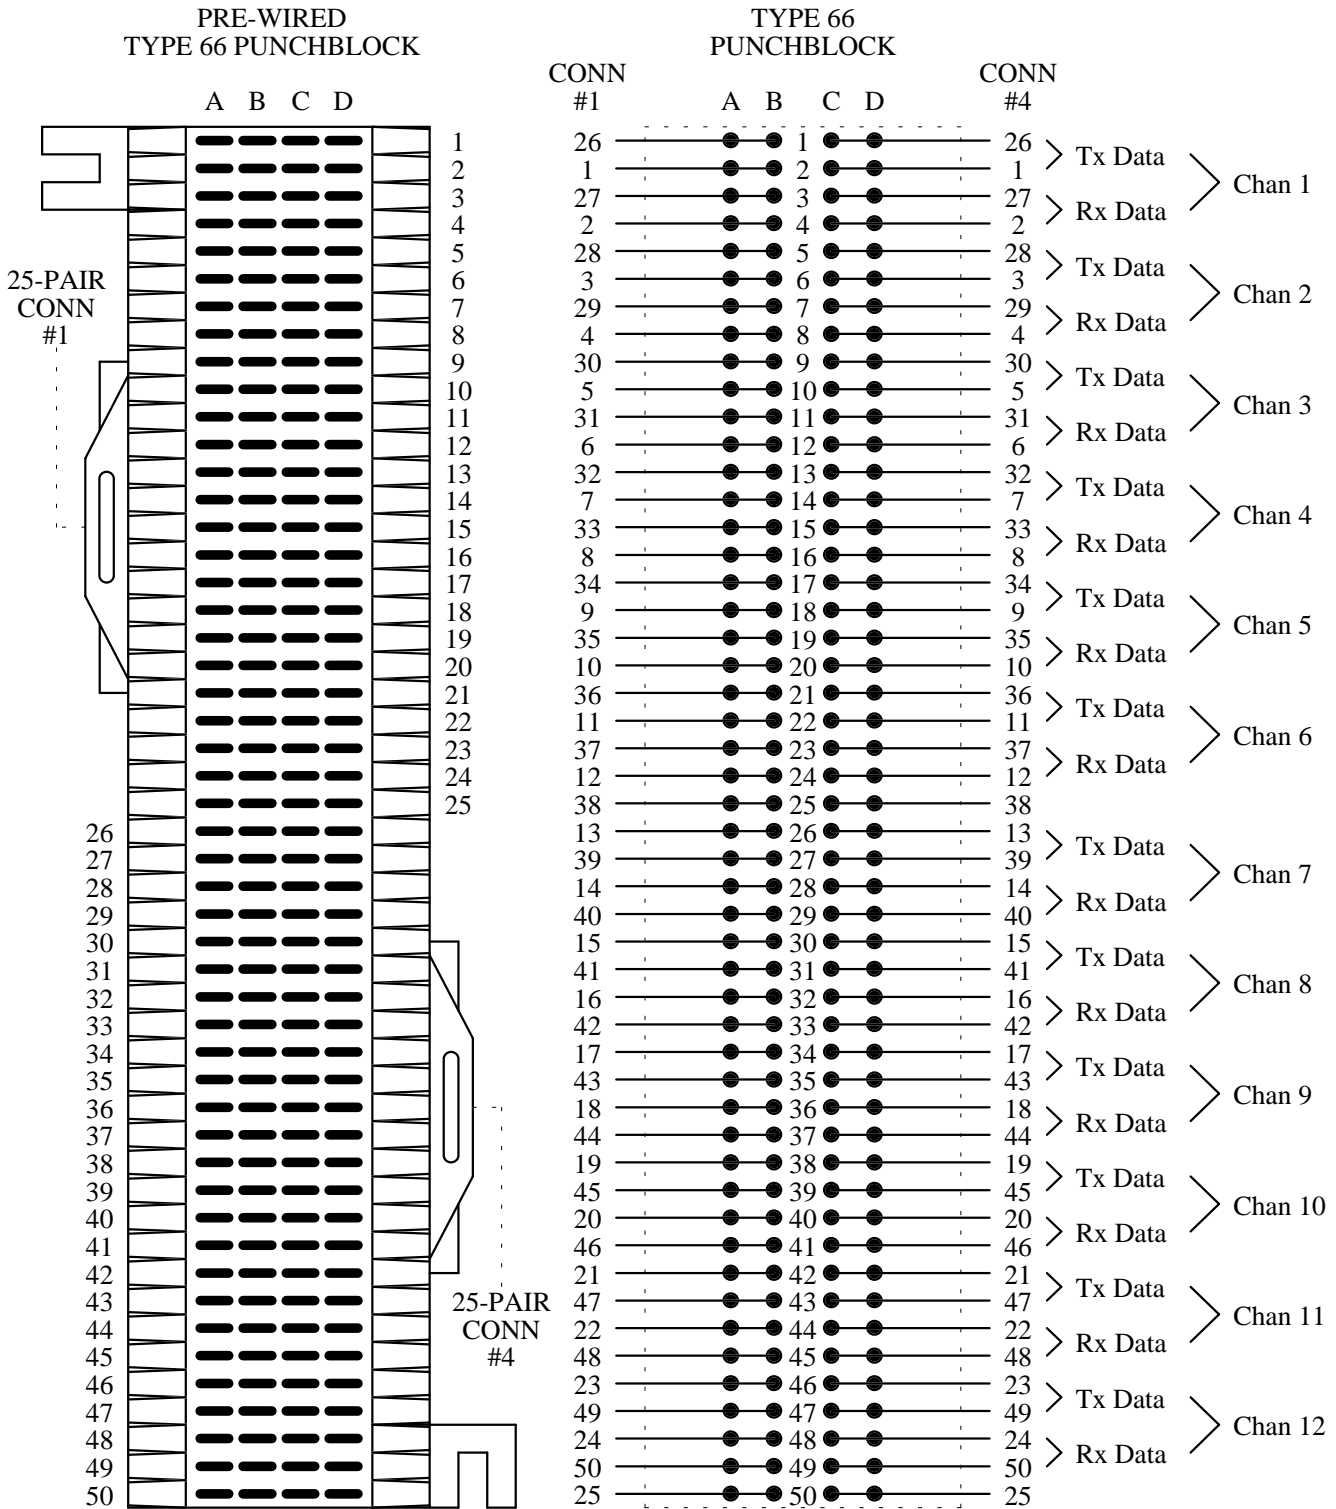 PRE-WIRED
TYPE 66 PUNCHBLOCK
A B C D
1
2
3
4
5
6
7
8
9
10
11
12
13
14
15
16
17
18
19
20
21
22
23
24
25
26
27
28
29
30
31
32
33
34
35
36
37
38
39
40
41
42
43
44
45
46
47
48
49
50
25-PAIR
CONN
#1
25-PAIR
CONN
#4
TYPE 66
PUNCHBLOCK
CONN
#1
A B C D
CONN
#4
26 1 26
1 2 1
Tx Data
27 3 27
2 4 2
Rx Data
Chan 1
28 5 28
3 6 3
Tx Data
29 7 29
4 8 4
Rx Data
Chan 2
30 9 30
5 10 5
Tx Data
31 11 31
6 12 6
Rx Data
Chan 3
32 13 32
7 14 7
Tx Data
33 15 33
8 16 8
Rx Data
Chan 4
34 17 34
9 18 9
Tx Data
35 19 35
10 20 10
Rx Data
Chan 5
36 21 36
11 22 11
Tx Data
37 23 37
12 24 12
Rx Data
Chan 6
38 25 38
13 26 13
39 27 39
Tx Data
14 28 14
40 29 40
Rx Data
Chan 7
15 30 15
41 31 41
Tx Data
16 32 16
42 33 42
Rx Data
Chan 8
17 34 17
43 35 43
Tx Data
18 36 18
44 37 44
Rx Data
Chan 9
19 38 19
45 39 45
Tx Data
20 40 20
46 41 46
Rx Data
Chan 10
21 42 21
47 43 47
Tx Data
22 44 22
48 45 48
Rx Data
Chan 11
23 46 23
49 47 49
Tx Data
24 48 24
50 49 50
Rx Data
Chan 12
25 50 25